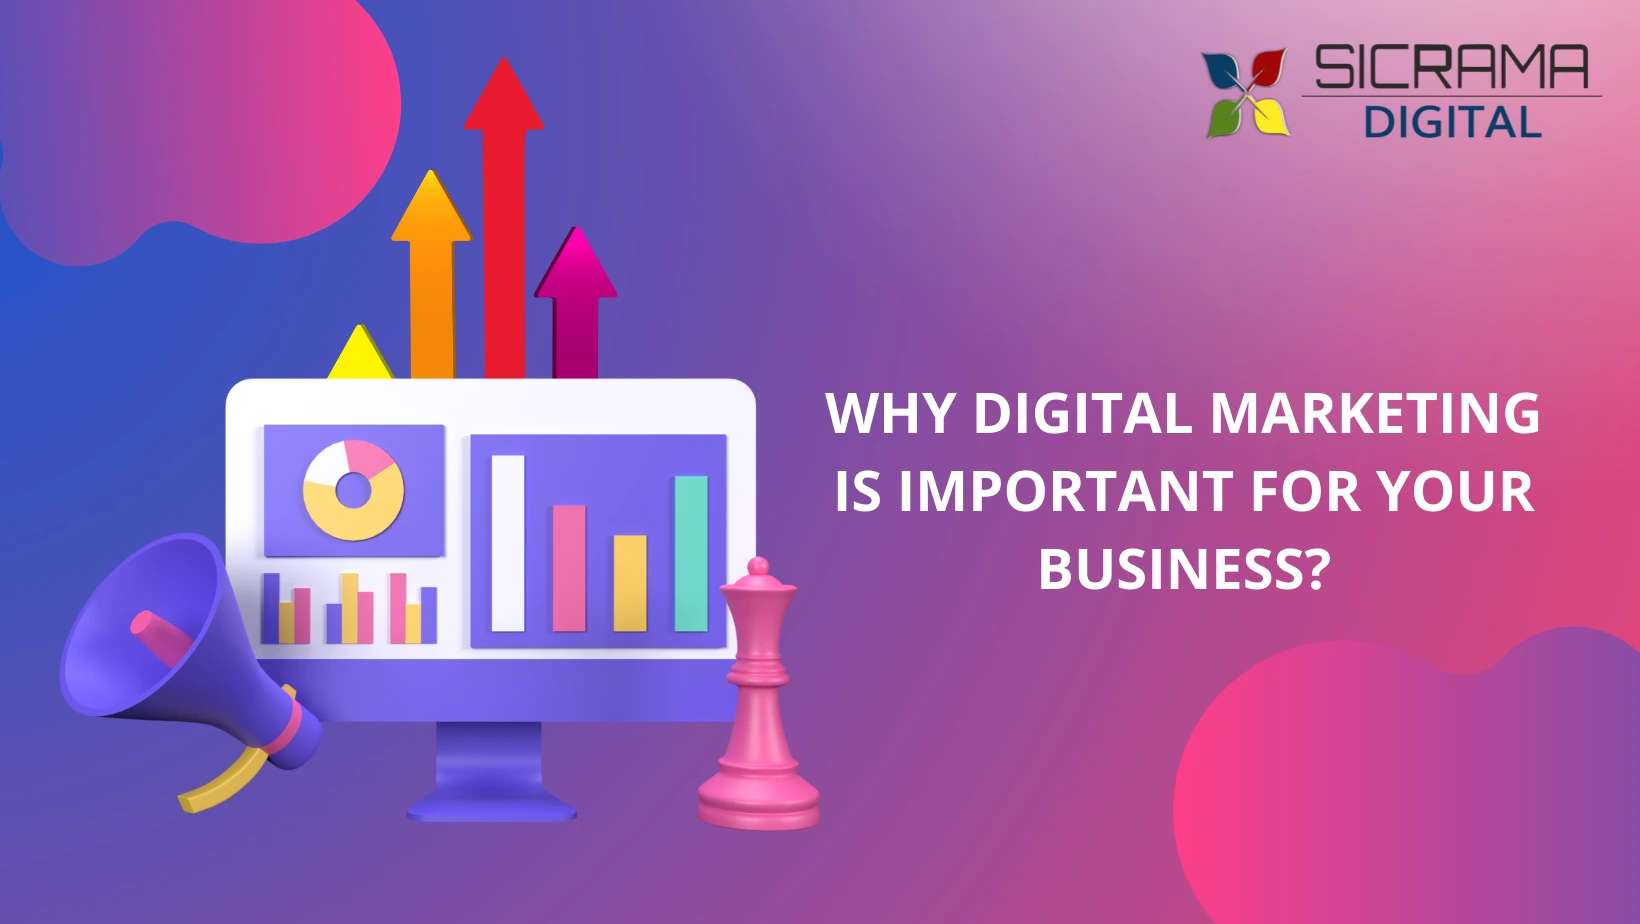 SICRAMA
DIGITAL
WHY DIGITAL MARKETING
IS IMPORTANT FOR YOUR
BUSINESS?